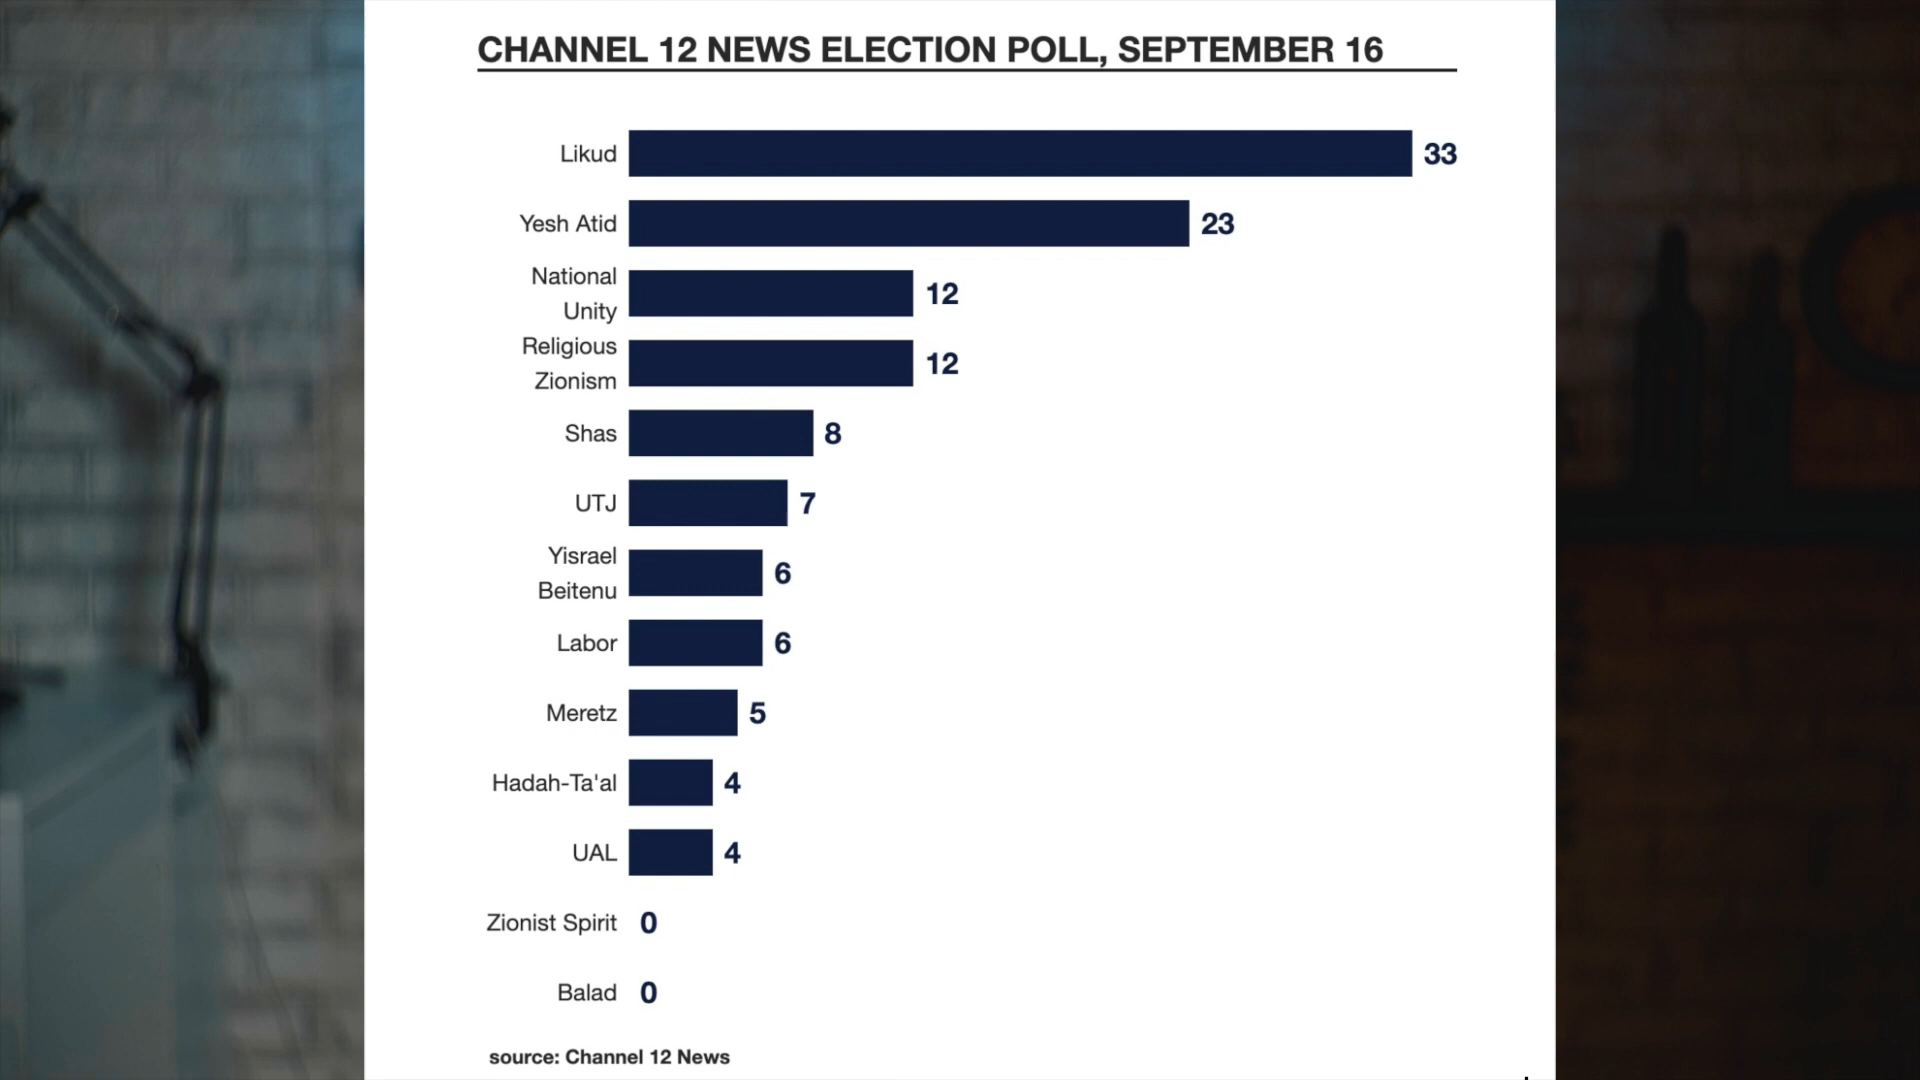 CHANNEL 12 NEWS ELECTION POLL, SEPTEMBER 16
Likud 33
Yesh Atid 23
National
Unity 12
Religious
Zionism 12
Shas 8
UTJ 7
Yisrael
Beitenu 6
Labor 6
Meretz 5
Hadah-Ta'al 4
UAL 4
Zionist Spirit 0
Balad 0
source: Channel 12 News